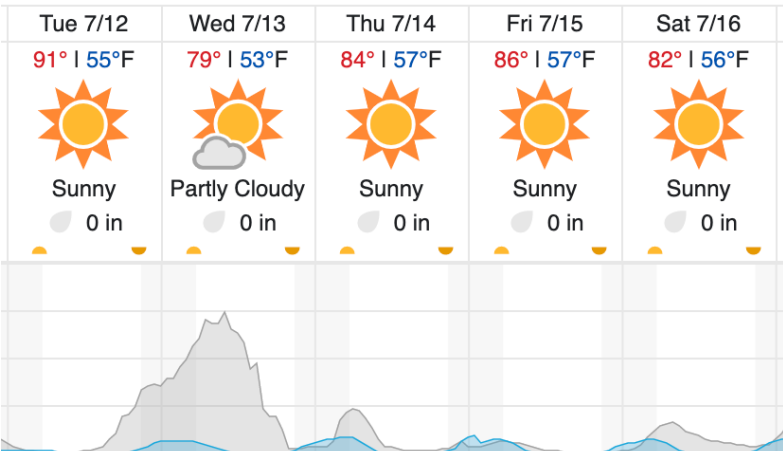 Tue 7/12 Wed 7/13 Thu 7/14 Fri 7/15 Sat 7/16
91° | 55°F 79° | 53°F 84° | 57°F 86° | 57°F 82° | 56°F
Sunny Partly Cloudy Sunny Sunny Sunny
0 in 0 in 0 in 0 in 0 in